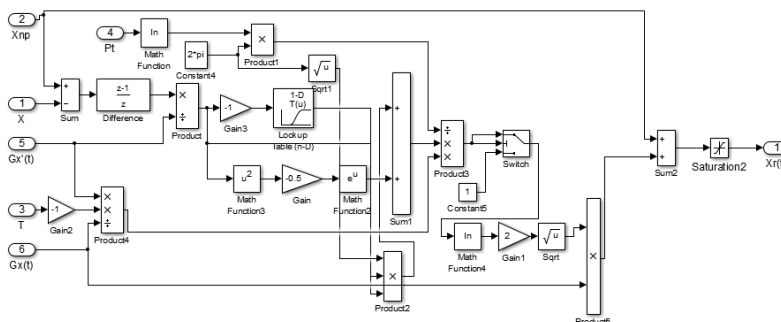 2
Xnp
4
Pt
ln
Math
Function
2*pi
Constant4
×
Product1
√u
Sqrt1
1
X
+
−
Sum
z-1
z
Difference
×
÷
Product
-1
Gain3
1-D
T(u)
Lookup
Table (n-D)
+
+
Sum1
÷
×
×
Product3
Switch
1
Constant5
+
+
Sum2
Saturation2
1
Xr(t
5
Gx'(t)
u²
Math
Function3
-0.5
Gain
eᵘ
Math
Function2
3
T
-1
Gain2
×
×
÷
Product4
6
Gx(t)
ln
Math
Function4
2
Gain1
√u
Sqrt
×
Product5
×
Product2